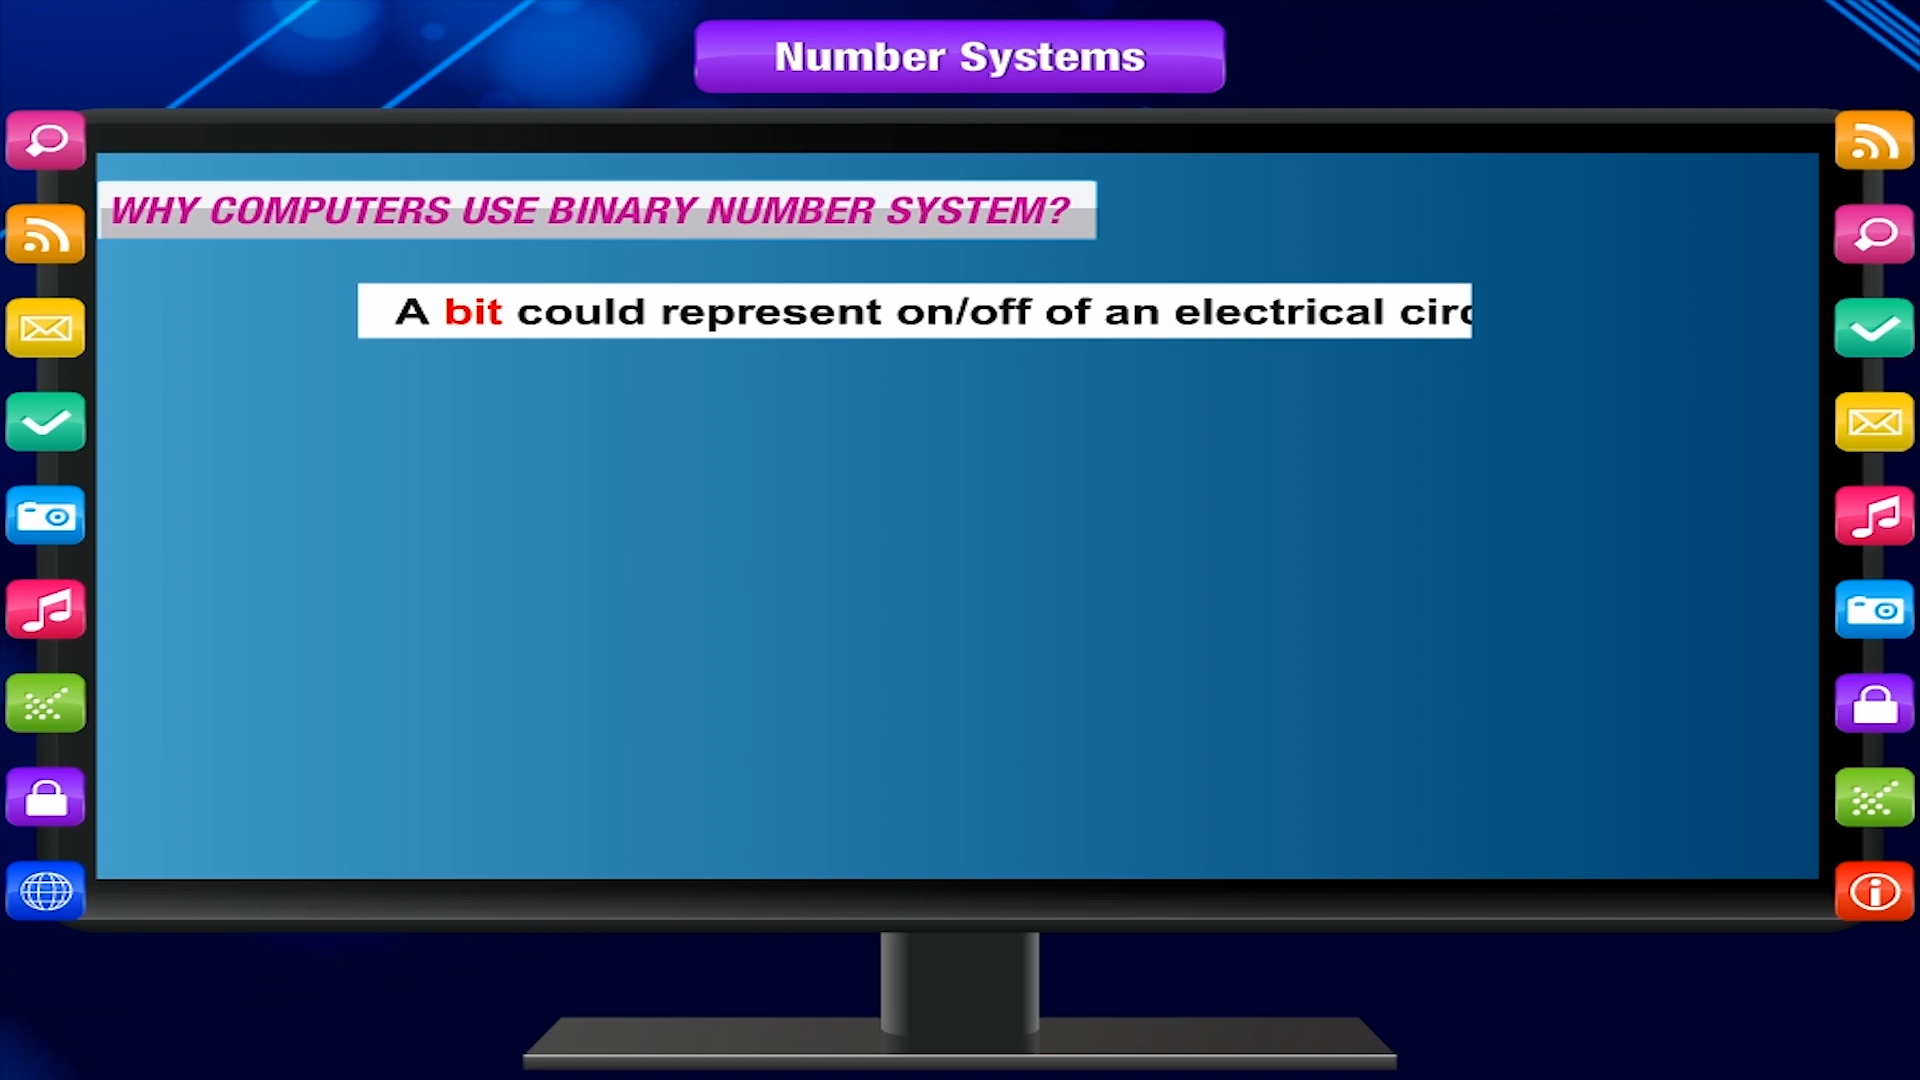 Number Systems
WHY COMPUTERS USE BINARY NUMBER SYSTEM?
A bit could represent on/off of an electrical